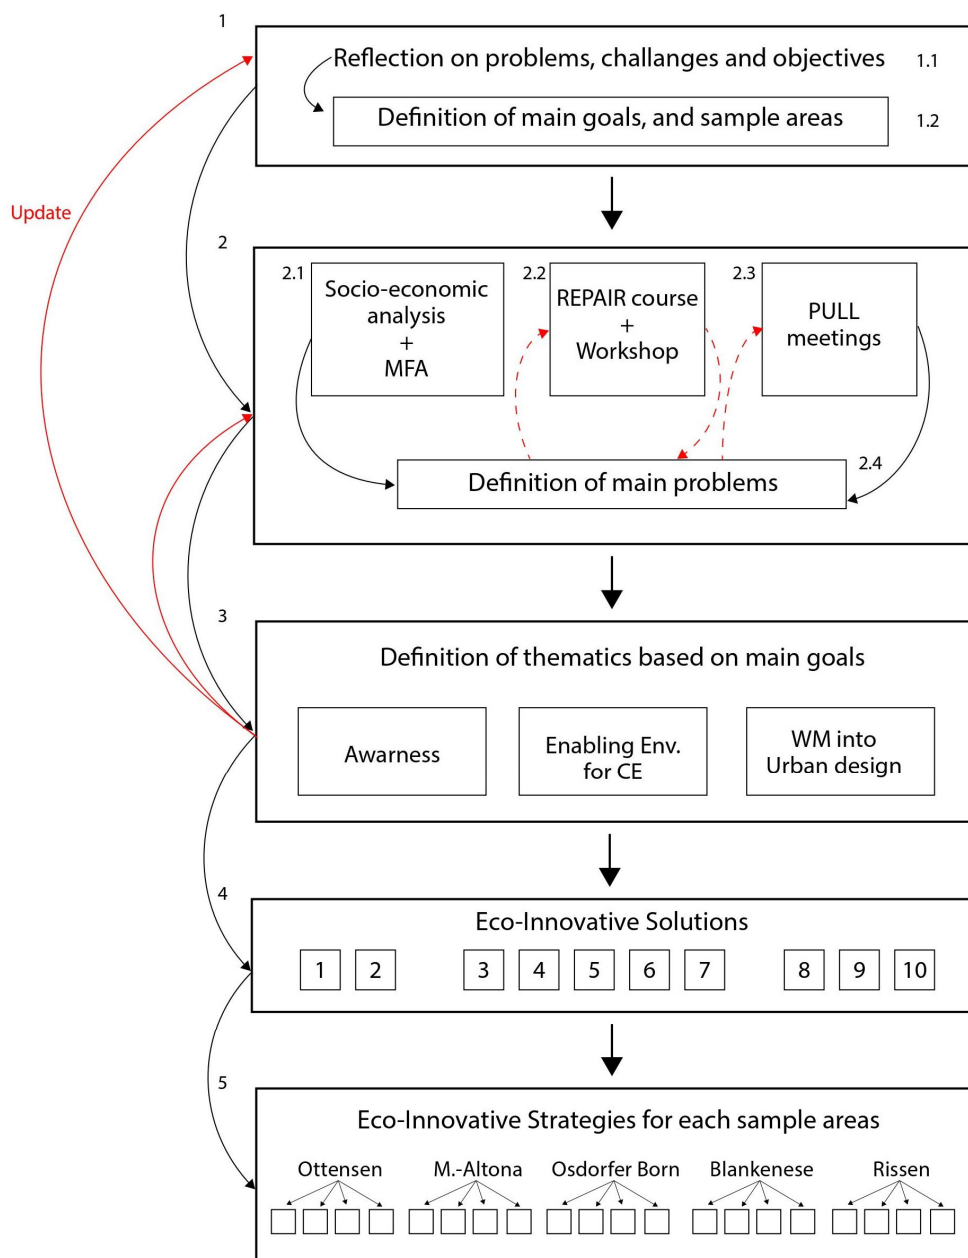 1
Reflection on problems, challanges and objectives 1.1
Definition of main goals, and sample areas 1.2
Update
2
2.1
Socio-economic
analysis
+
MFA
2.2
REPAIR course
+
Workshop
2.3
PULL
meetings
2.4
Definition of main problems
3
Definition of thematics based on main goals
Awarness
Enabling Env.
for CE
WM into
Urban design
4
Eco-Innovative Solutions
1 2 3 4 5 6 7 8 9 10
5
Eco-Innovative Strategies for each sample areas
Ottensen M.-Altona Osdorfer Born Blankenese Rissen